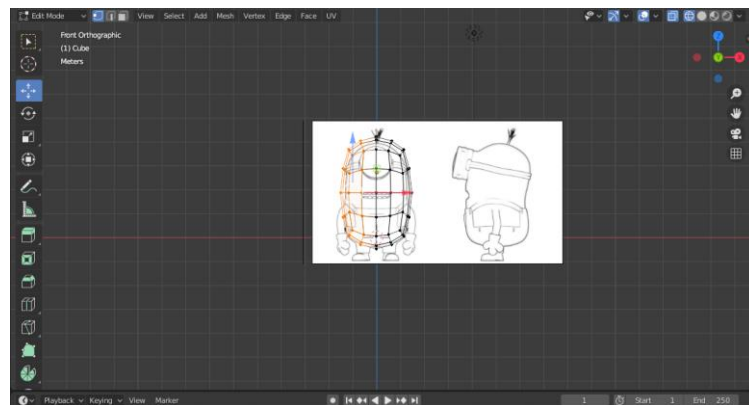 Edit Mode View Select Add Mesh Vertex Edge Face UV
Front Orthographic
(1) Cube
Meters
Playback Keying View Marker 1 Start 1 End 250